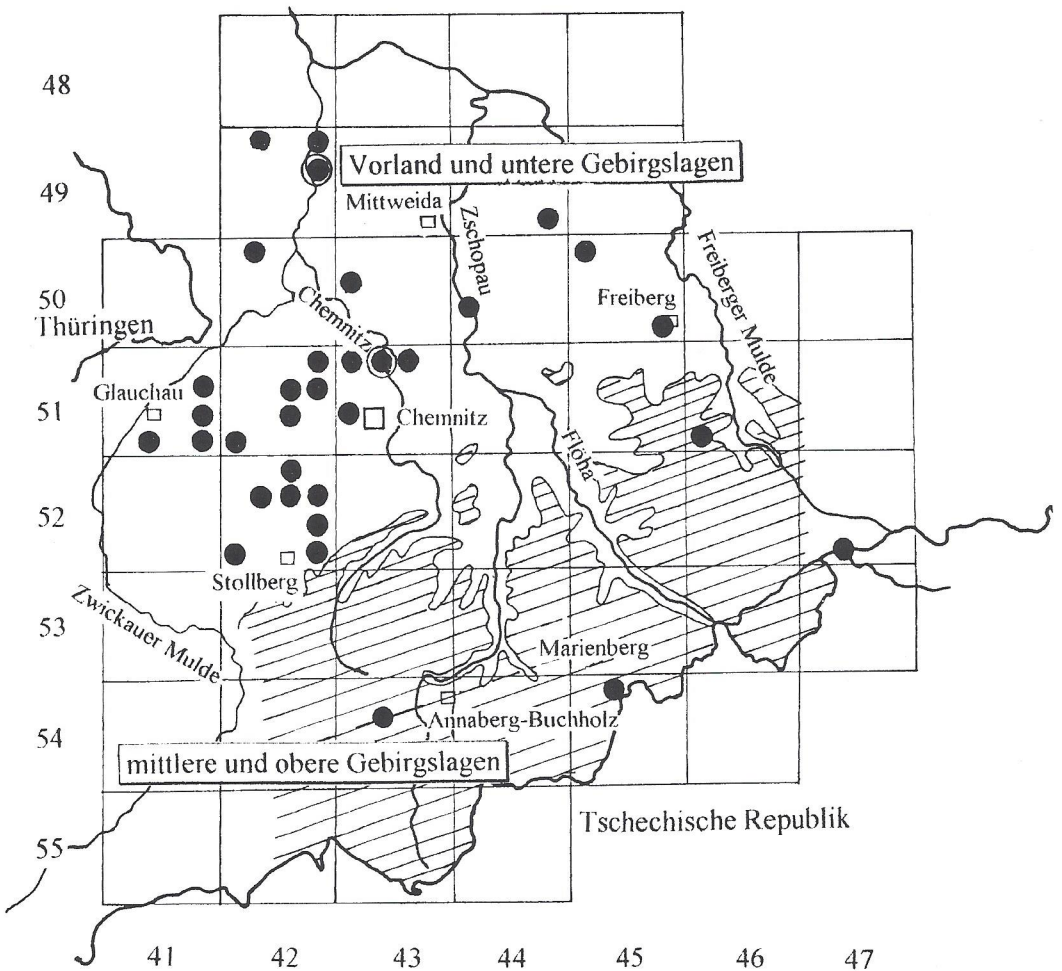 48
Vorland und untere Gebirgslagen
49
Mittweida
Zschopau
Freiberger Mulde
50
Chemnitz
Freiberg
Thüringen
Glauchau
51
Chemnitz
Flöha
52
Stollberg
Zwickauer Mulde
53
Marienberg
Annaberg-Buchholz
54
mittlere und obere Gebirgslagen
Tschechische Republik
55
41 42 43 44 45 46 47